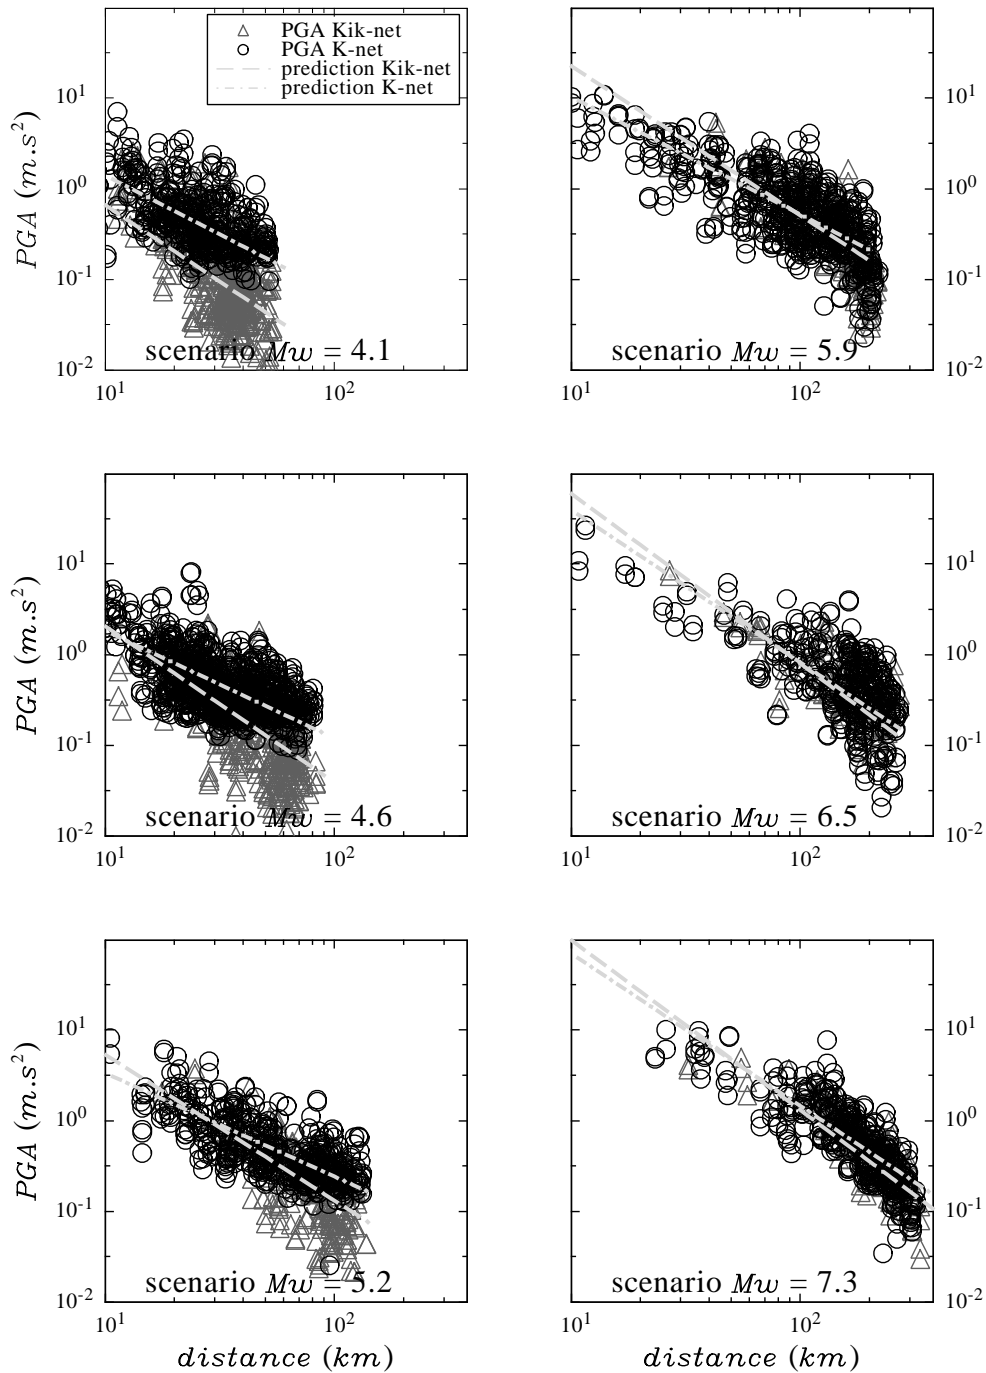 PGA Kik-net
PGA K-net
prediction Kik-net
prediction K-net
PGA (m.s²)
10¹
10⁰
10⁻¹
10⁻²
scenario Mw = 4.1
10¹ 10²
10¹
10⁰
10⁻¹
10⁻²
scenario Mw = 5.9
10¹ 10²
PGA (m.s²)
10¹
10⁰
10⁻¹
10⁻²
scenario Mw = 4.6
10¹ 10²
10¹
10⁰
10⁻¹
10⁻²
scenario Mw = 6.5
10¹ 10²
PGA (m.s²)
10¹
10⁰
10⁻¹
10⁻²
scenario Mw = 5.2
10¹ 10²
distance (km)
10¹
10⁰
10⁻¹
10⁻²
scenario Mw = 7.3
10¹ 10²
distance (km)